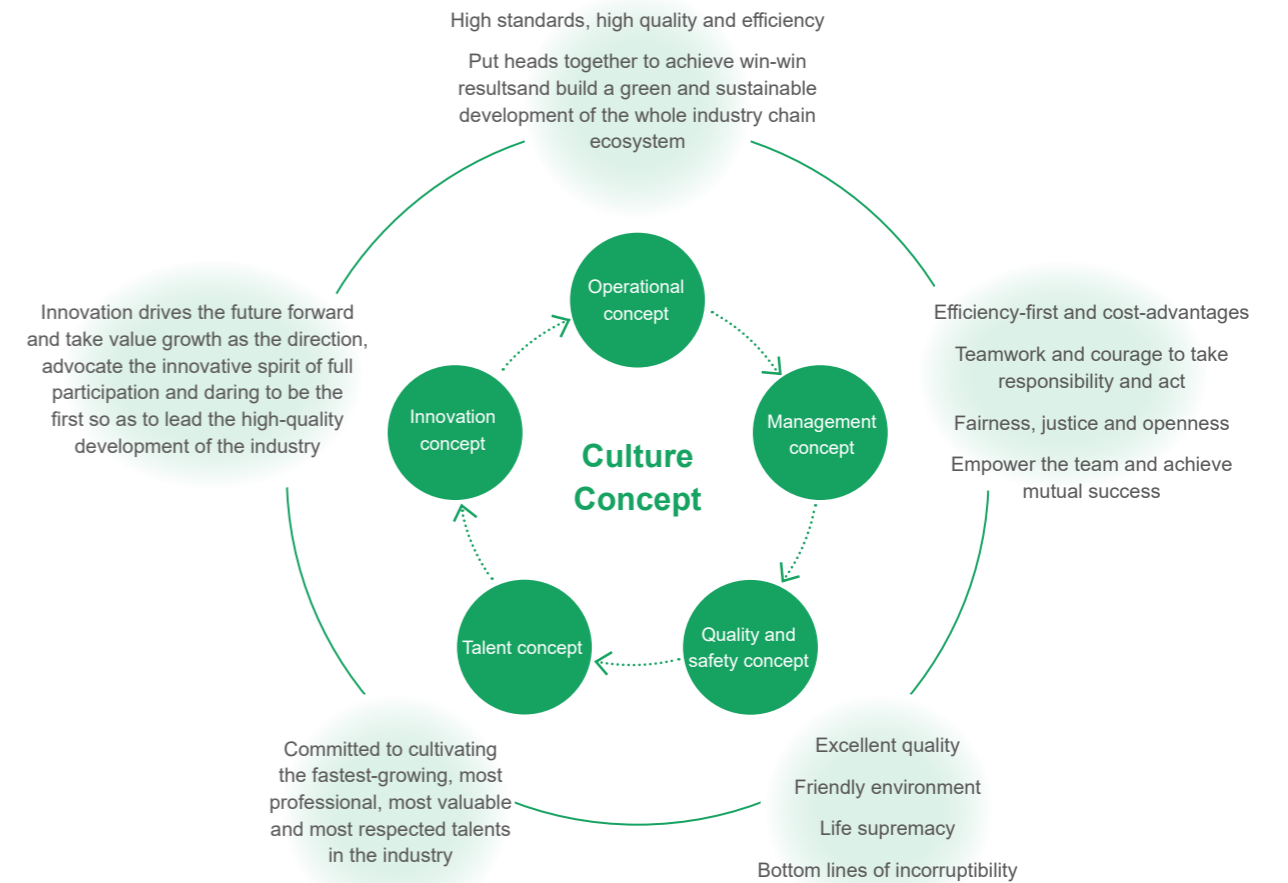 High standards, high quality and efficiency
Put heads together to achieve win-win
resultsand build a green and sustainable
development of the whole industry chain
ecosystem
Operational
concept
Innovation drives the future forward
and take value growth as the direction,
advocate the innovative spirit of full
participation and daring to be the
first so as to lead the high-quality
development of the industry
Efficiency-first and cost-advantages
Teamwork and courage to take
responsibility and act
Fairness, justice and openness
Empower the team and achieve
mutual success
Innovation
concept
Management
concept
Culture
Concept
Talent concept
Quality and
safety concept
Committed to cultivating
the fastest-growing, most
professional, most valuable
and most respected talents
in the industry
Excellent quality
Friendly environment
Life supremacy
Bottom lines of incorruptibility